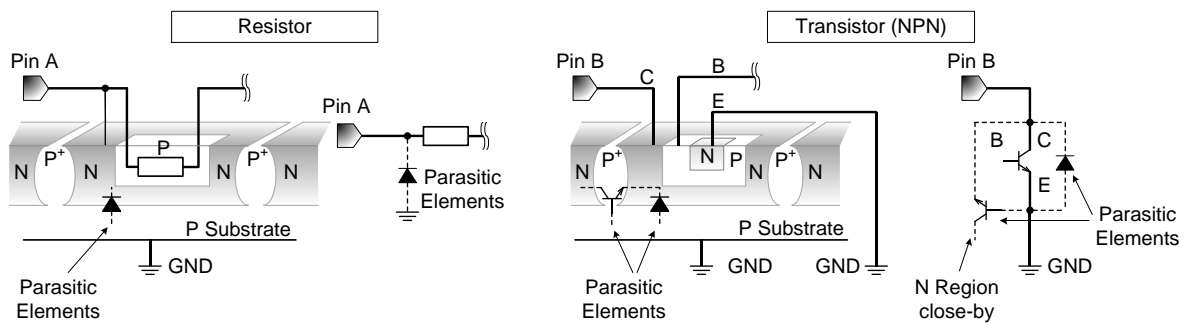 Resistor
Pin A
Pin A
N
P+
N
P
N
P+
N
Parasitic
Elements
P Substrate
GND
Parasitic
Elements
Transistor (NPN)
Pin B
C
B
E
N
P+
N
N
P
N
P+
N
P Substrate
GND
GND
Parasitic
Elements
Pin B
B
C
E
Parasitic
Elements
GND
N Region
close-by